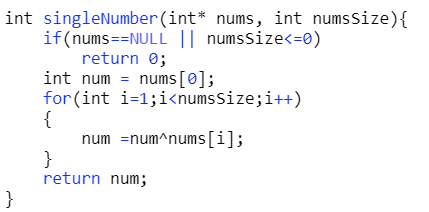 int singleNumber(int* nums, int numsSize){
    if(nums==NULL || numsSize<=0)
        return 0;
    int num = nums[0];
    for(int i=1;i<numsSize;i++)
    {
        num =num^nums[i];
    }
    return num;
}